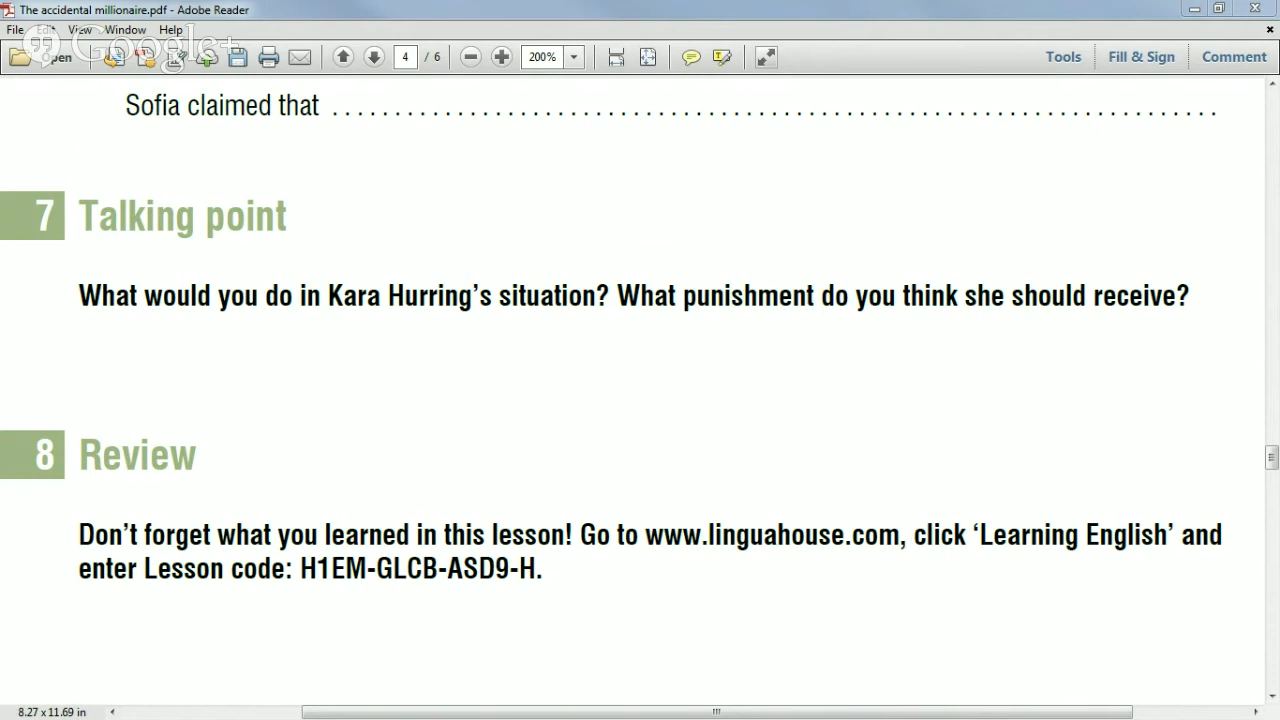 The accidental millionaire.pdf - Adobe Reader
File Edit View Window Help
Google+
Open 4 / 6 200% Tools Fill & Sign Comment
Sofia claimed that . . . . . . . . . . . . . . . . . . . . . . . . . . . . . . . . . . . . . . . . . . . . . . . . . . . . . . . . . . . . . . . . . . . . . . .
7 Talking point
What would you do in Kara Hurring’s situation? What punishment do you think she should receive?
8 Review
Don’t forget what you learned in this lesson! Go to www.linguahouse.com, click ‘Learning English’ and
enter Lesson code: H1EM-GLCB-ASD9-H.
8.27 x 11.69 in